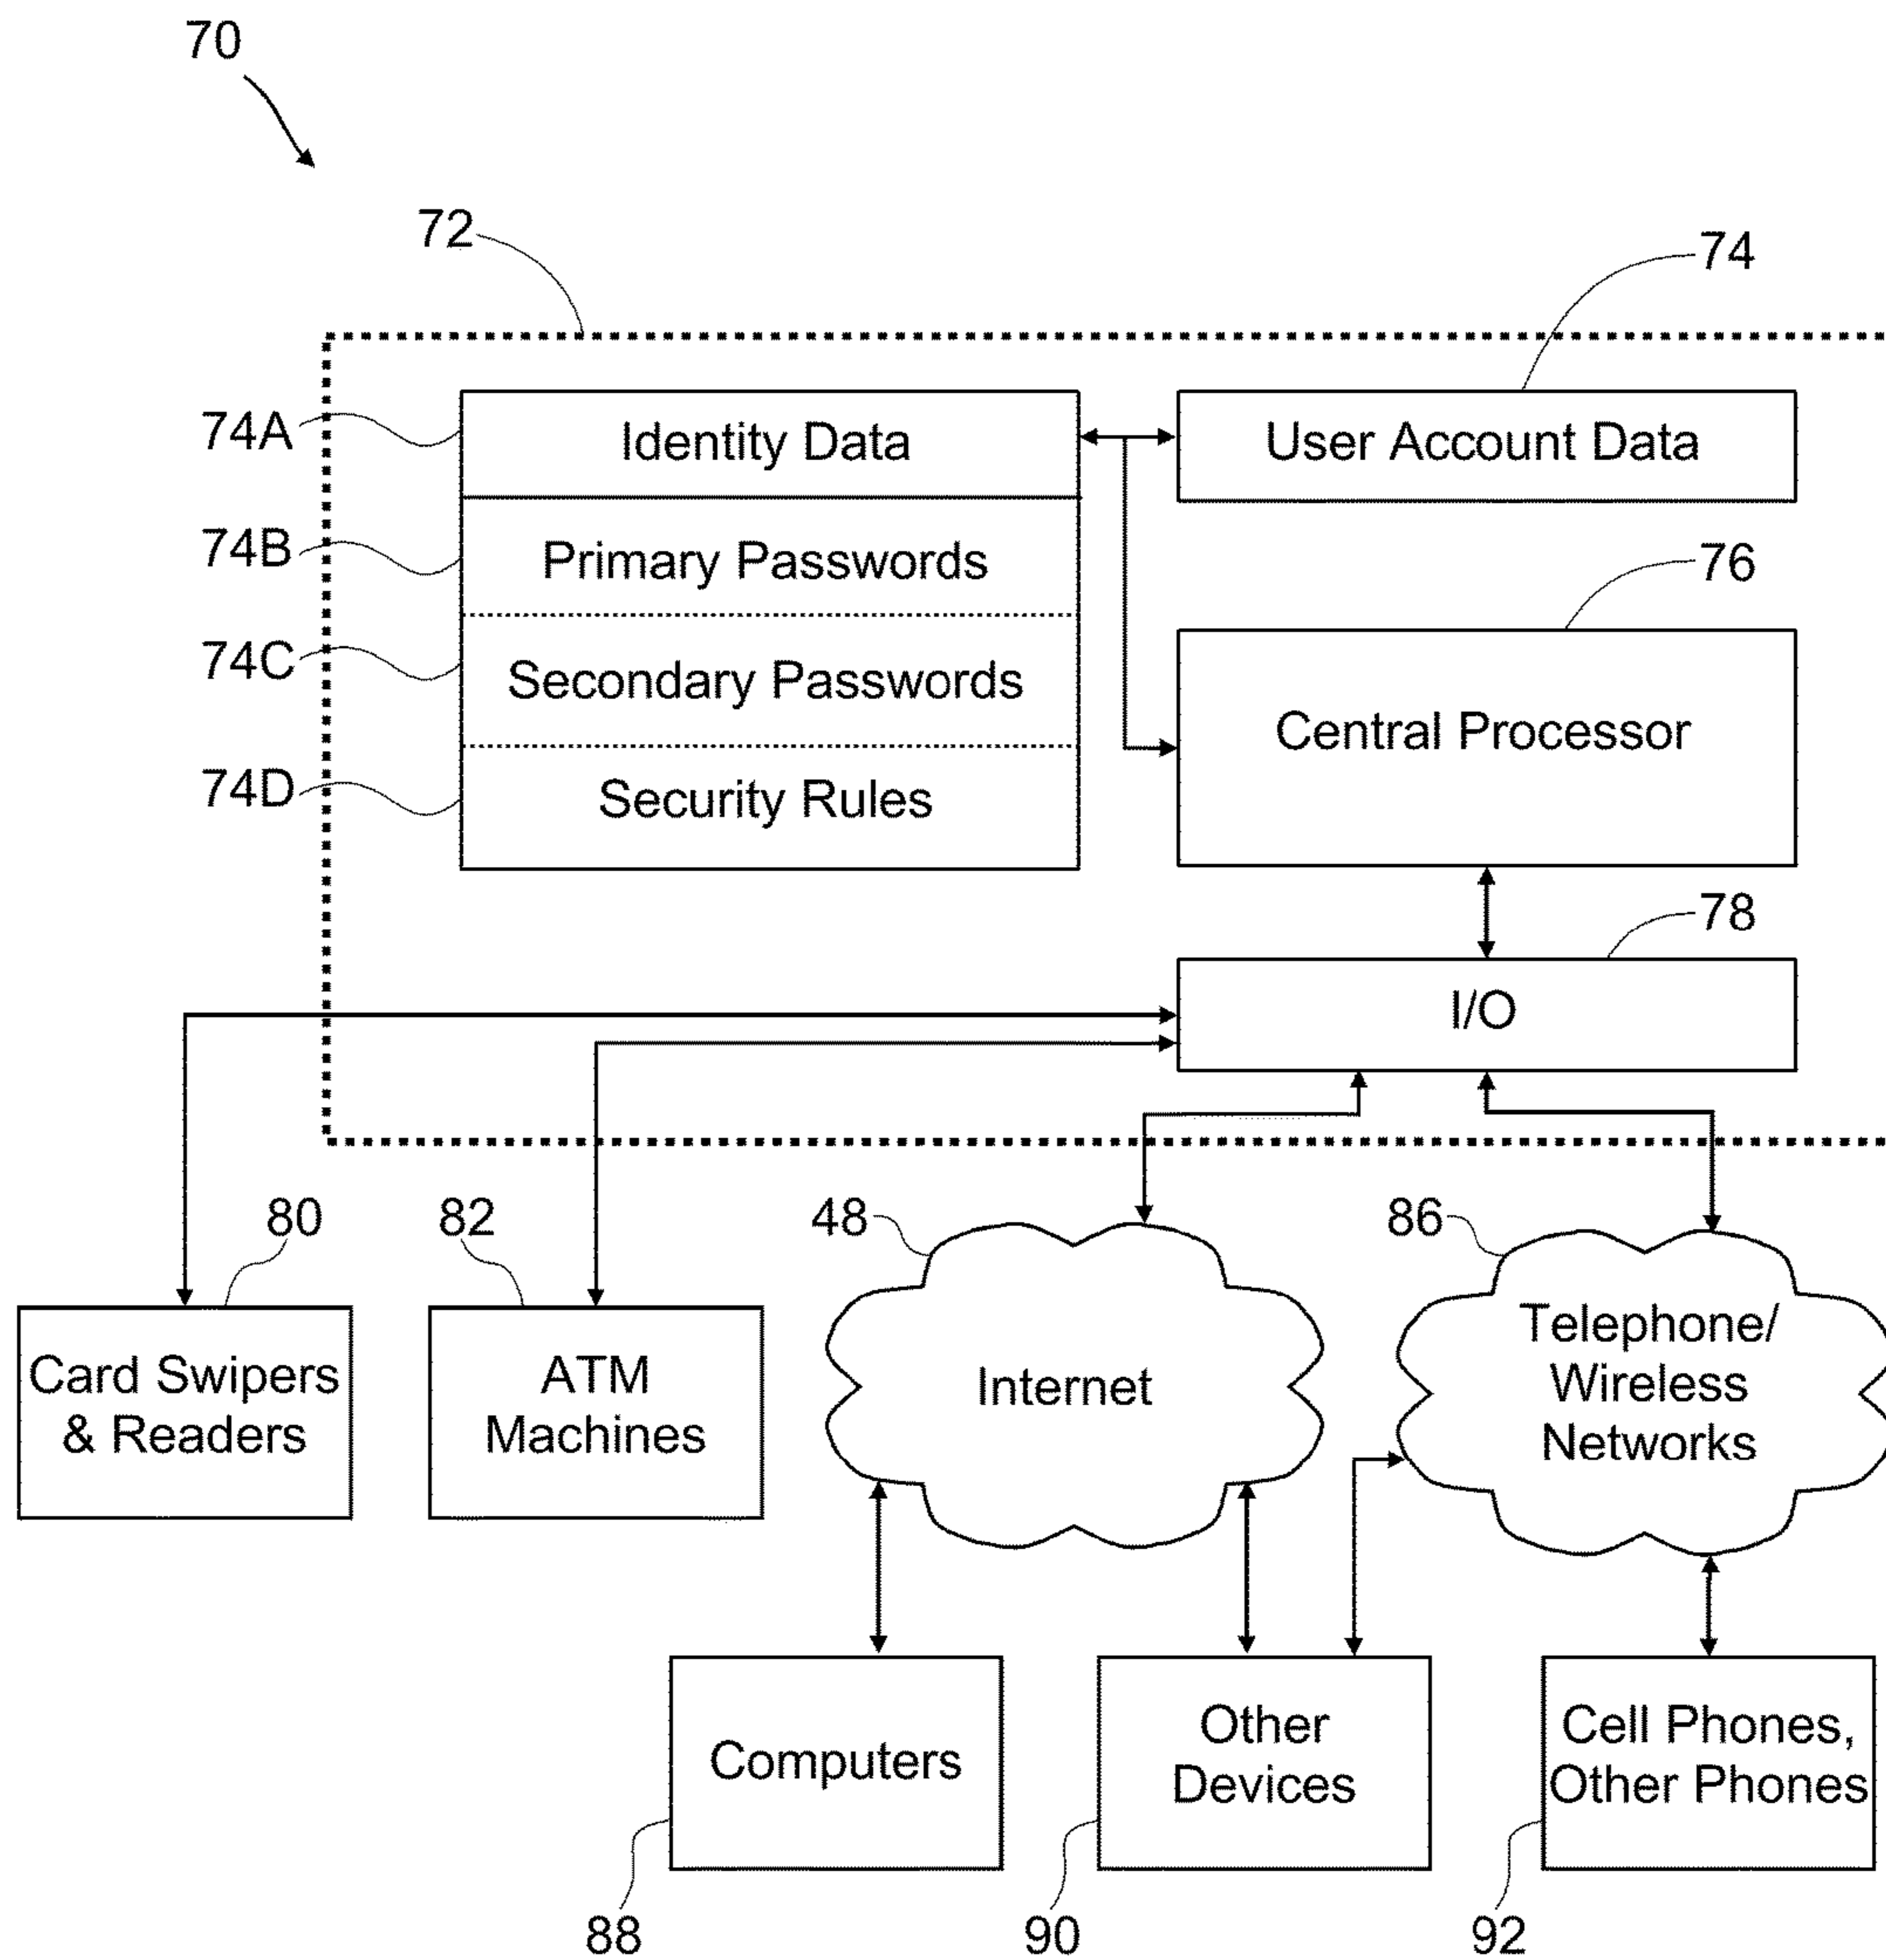 70
72
74
74A
Identity Data
User Account Data
74B
Primary Passwords
76
74C
Secondary Passwords
Central Processor
74D
Security Rules
78
I/O
80
82
48
86
Card Swipers
& Readers
ATM
Machines
Internet
Telephone/
Wireless
Networks
Computers
Other
Devices
Cell Phones,
Other Phones
88
90
92